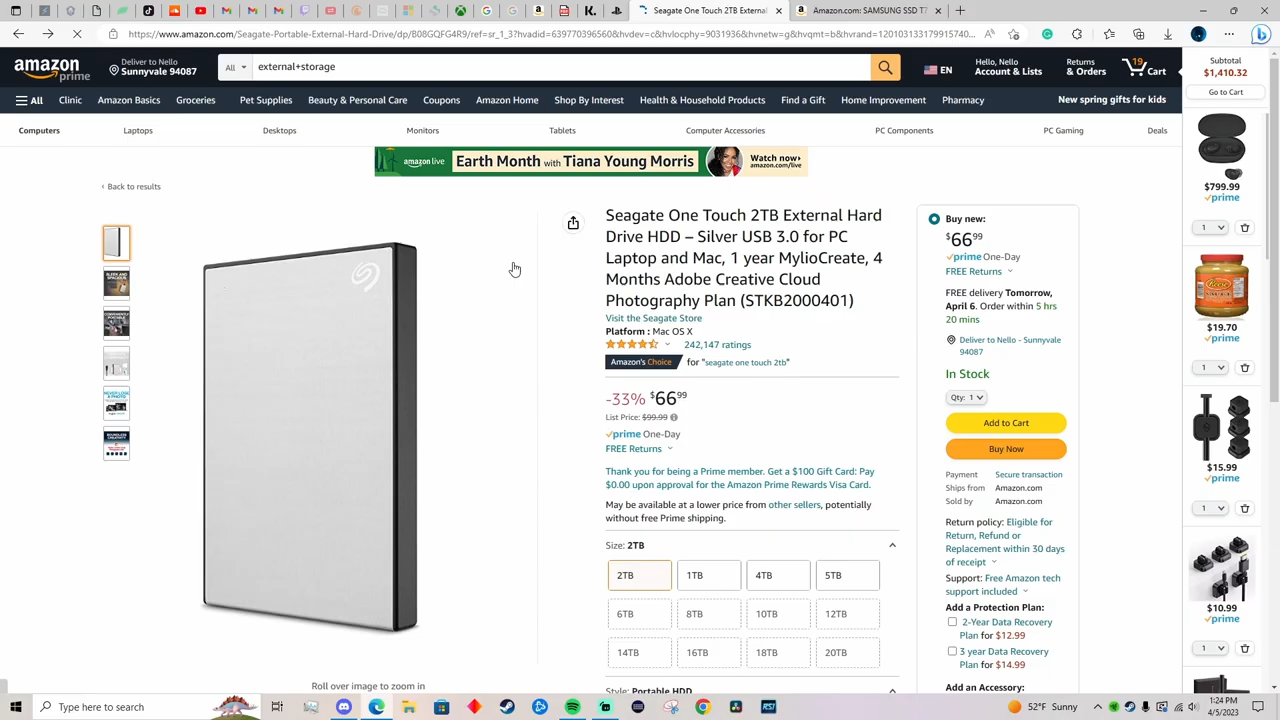 Seagate One Touch 2TB External
Amazon.com: SAMSUNG SSD T7
https://www.amazon.com/Seagate-Portable-External-Hard-Drive/dp/B08GQFG4R9/ref=sr_1_3?hvadid=639770396560&hvdev=c&hvlocphy=9031936&hvnetw=g&hvqmt=b&hvrand=120103133179915740...
amazon
prime
Deliver to Nello
Sunnyvale 94087
All
external+storage
EN
Hello, Nello
Account & Lists
Returns
& Orders
19
Cart
Subtotal
$1,410.32
Go to Cart
All
Clinic
Amazon Basics
Groceries
Pet Supplies
Beauty & Personal Care
Coupons
Amazon Home
Shop By Interest
Health & Household Products
Find a Gift
Home Improvement
Pharmacy
New spring gifts for kids
Computers
Laptops
Desktops
Monitors
Tablets
Computer Accessories
PC Components
PC Gaming
Deals
amazon live
Earth Month with Tiana Young Morris
Watch now
amazon.com/live
‹ Back to results
Seagate One Touch 2TB External Hard
Drive HDD – Silver USB 3.0 for PC
Laptop and Mac, 1 year MylioCreate, 4
Months Adobe Creative Cloud
Photography Plan (STKB2000401)
Visit the Seagate Store
Platform : Mac OS X
242,147 ratings
Amazon's Choice for "seagate one touch 2tb"
-33% $66 99
List Price: $99.99
prime One-Day
FREE Returns
Thank you for being a Prime member. Get a $100 Gift Card: Pay
$0.00 upon approval for the Amazon Prime Rewards Visa Card.
May be available at a lower price from other sellers, potentially
without free Prime shipping.
Size: 2TB
2TB
1TB
4TB
5TB
6TB
8TB
10TB
12TB
14TB
16TB
18TB
20TB
Style: Portable HDD
Roll over image to zoom in
Buy new:
$66 99
prime One-Day
FREE Returns
FREE delivery Tomorrow,
April 6. Order within 5 hrs
20 mins
Deliver to Nello - Sunnyvale
94087
In Stock
Qty: 1
Add to Cart
Buy Now
Payment Secure transaction
Ships from Amazon.com
Sold by Amazon.com
Return policy: Eligible for
Return, Refund or
Replacement within 30 days
of receipt
Support: Free Amazon tech
support included
Add a Protection Plan:
2-Year Data Recovery
Plan for $12.99
3 year Data Recovery
Plan for $14.99
Add an Accessory:
$799.99
prime
1
$19.70
prime
1
$15.99
prime
1
$10.99
prime
1
Type here to search
52°F Sunny
1:24 PM
4/5/2023